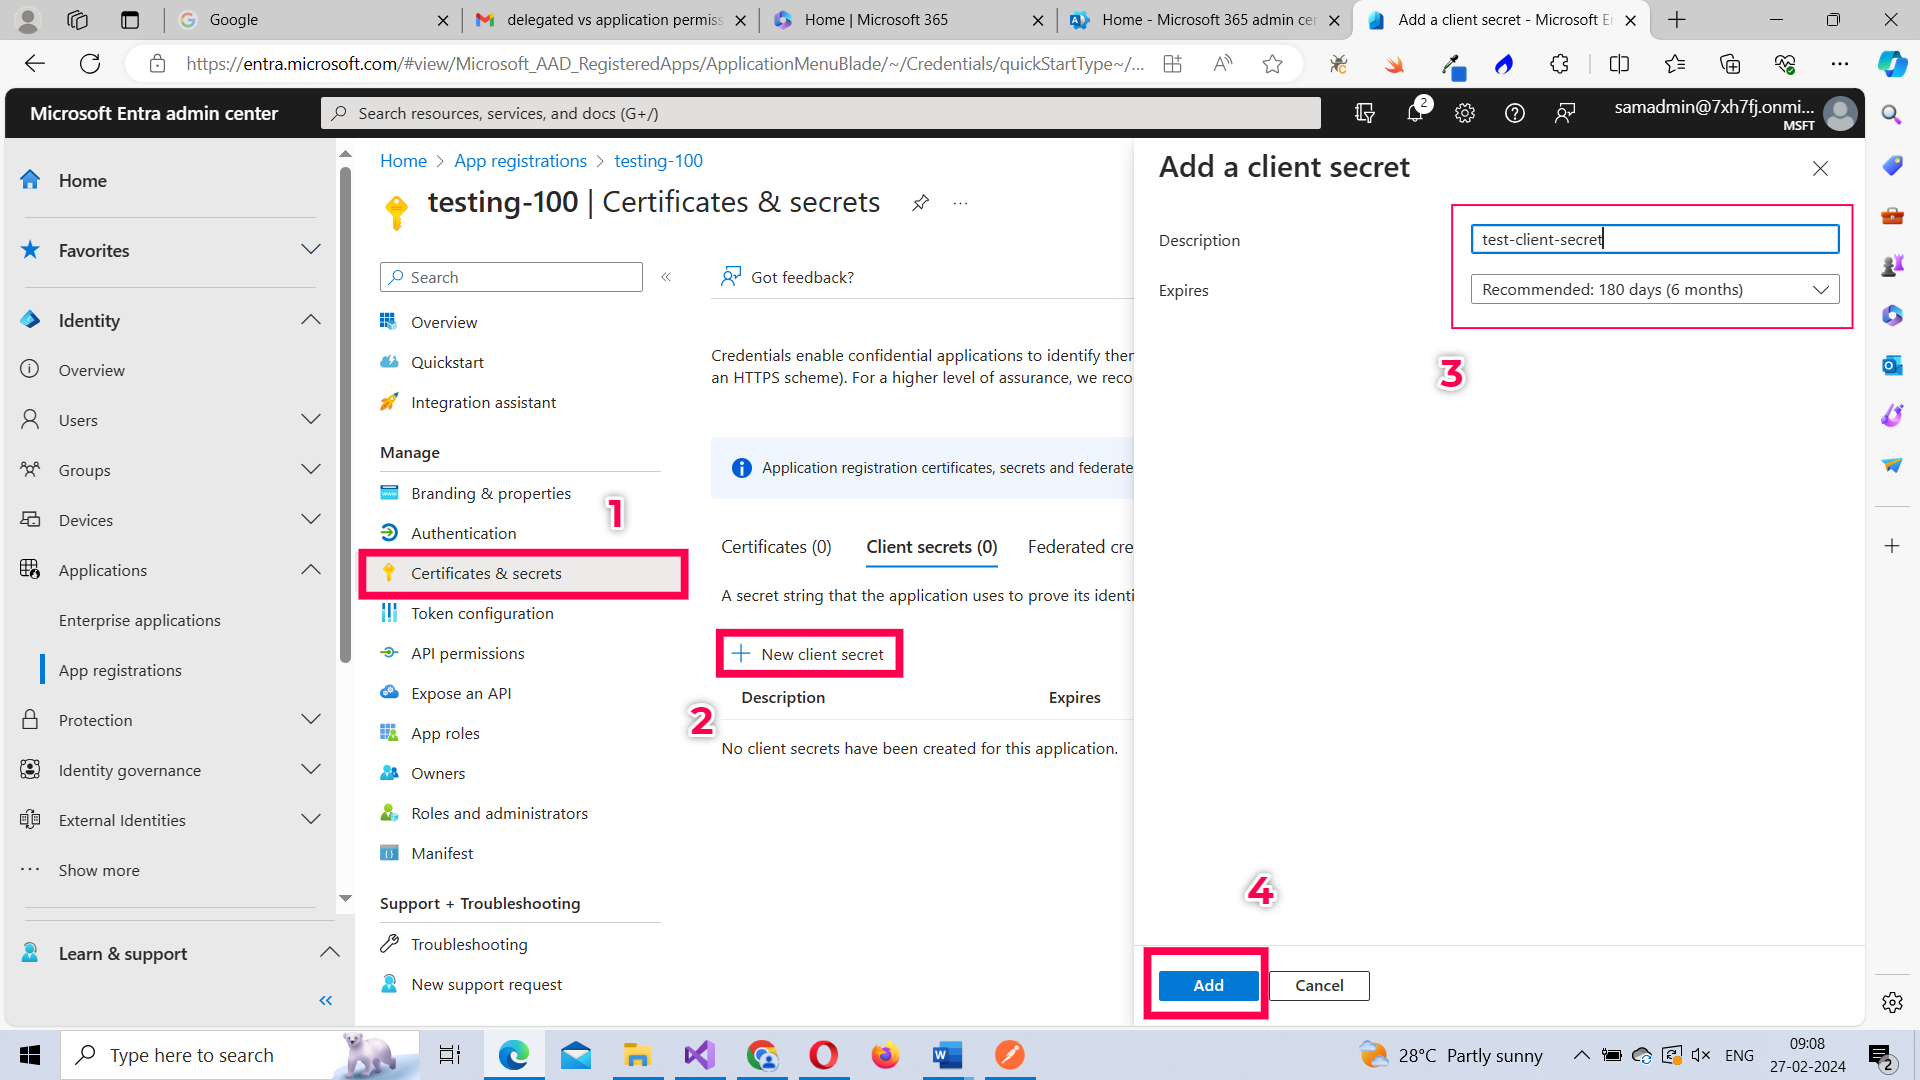 Google
delegated vs application permiss
Home | Microsoft 365
Home - Microsoft 365 admin cer
Add a client secret - Microsoft E
https://entra.microsoft.com/#view/Microsoft_AAD_RegisteredApps/ApplicationMenuBlade/~/Credentials/quickStartType~/...
Microsoft Entra admin center
Search resources, services, and docs (G+/)
2
samadmin@7xh7fj.onmi...
MSFT
Home
Favorites
Identity
Overview
Users
Groups
Devices
Applications
Enterprise applications
App registrations
Protection
Identity governance
External Identities
Show more
Learn & support
Home > App registrations > testing-100
testing-100 | Certificates & secrets
Search
Overview
Quickstart
Integration assistant
Manage
Branding & properties
1
Authentication
Certificates & secrets
Token configuration
API permissions
Expose an API
App roles
Owners
Roles and administrators
Manifest
Support + Troubleshooting
Troubleshooting
New support request
Got feedback?
Credentials enable confidential applications to identify ther
an HTTPS scheme). For a higher level of assurance, we reco
Application registration certificates, secrets and federate
Certificates (0)
Client secrets (0)
Federated cre
A secret string that the application uses to prove its identi
New client secret
2
Description
Expires
No client secrets have been created for this application.
Add a client secret
Description
test-client-secret
Expires
Recommended: 180 days (6 months)
3
4
Add
Cancel
Type here to search
28°C Partly sunny
ENG
09:08
27-02-2024
2